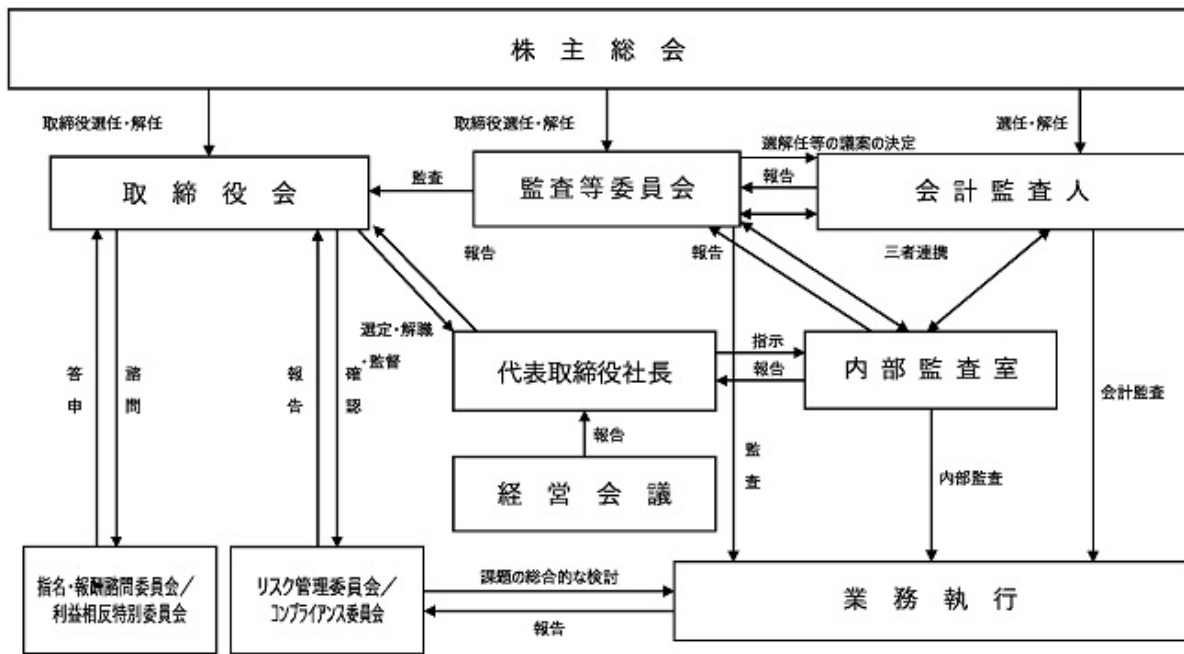 株主総会
取締役選任・解任
取締役選任・解任
選任・解任
選解任等の議案の決定
取締役会
監査
監査等委員会
報告
会計監査人
報告
報告
三者連携
選定・解職
・監督
代表取締役社長
指示
報告
内部監査室
答申
諮問
報告
確認
会計監査
報告
経営会議
監査
内部監査
指名・報酬諮問委員会／
利益相反特別委員会
リスク管理委員会／
コンプライアンス委員会
課題の総合的な検討
報告
業務執行